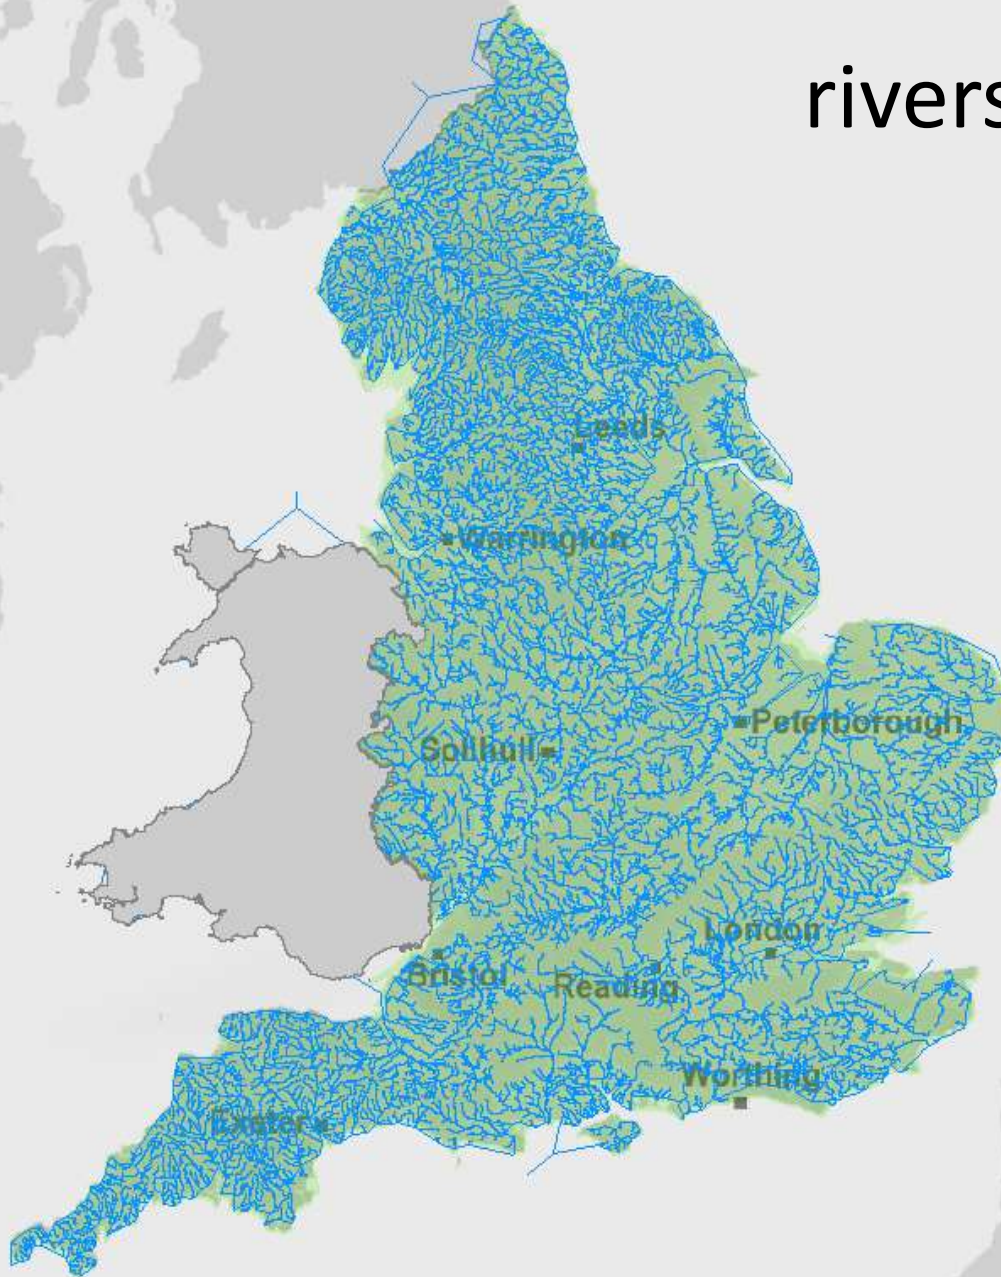 rivers
Leeds
Warrington
Peterborough
Solihull
London
Bristol
Reading
Worthing
Exeter